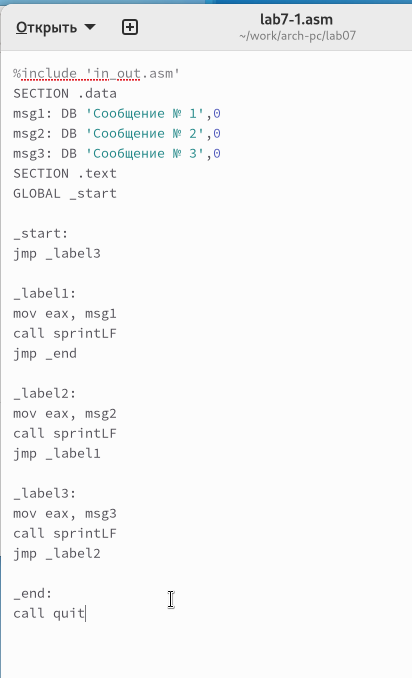 Открыть
lab7-1.asm
~/work/arch-pc/lab07
%include 'in_out.asm'
SECTION .data
msg1: DB 'Сообщение № 1',0
msg2: DB 'Сообщение № 2',0
msg3: DB 'Сообщение № 3',0
SECTION .text
GLOBAL _start
_start:
jmp _label3
_label1:
mov eax, msg1
call sprintLF
jmp _end
_label2:
mov eax, msg2
call sprintLF
jmp _label1
_label3:
mov eax, msg3
call sprintLF
jmp _label2
_end:
call quit